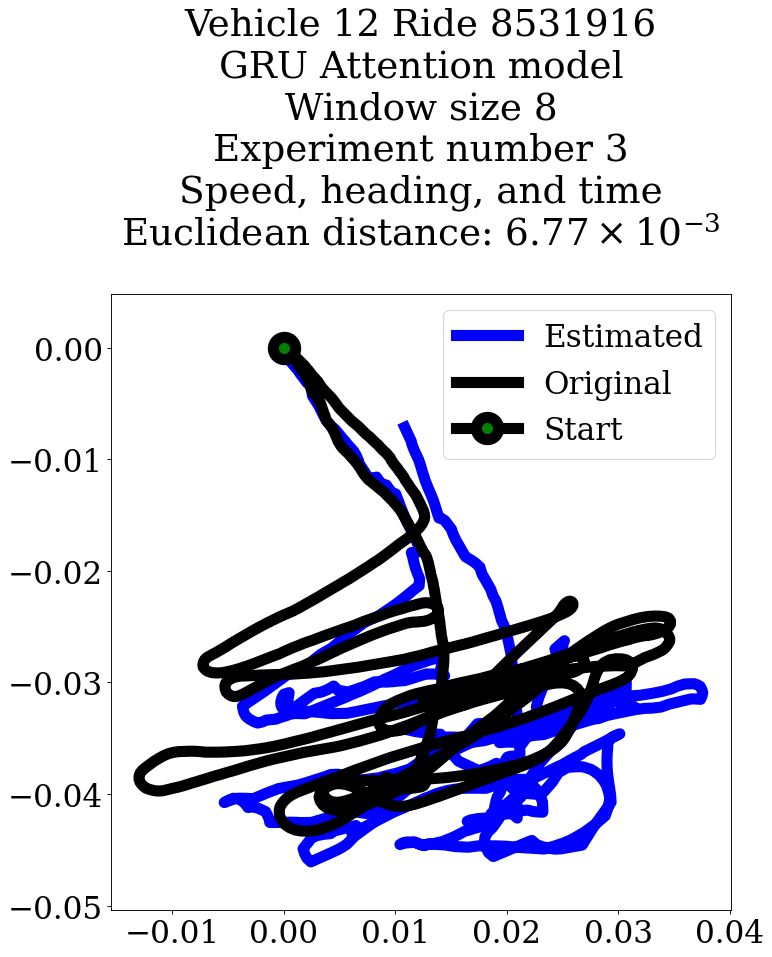 Vehicle 12 Ride 8531916
GRU Attention model
Window size 8
Experiment number 3
Speed, heading, and time
Euclidean distance: 6.77 × 10⁻³
Estimated
Original
Start
0.00
−0.01
−0.02
−0.03
−0.04
−0.05
−0.01 0.00 0.01 0.02 0.03 0.04